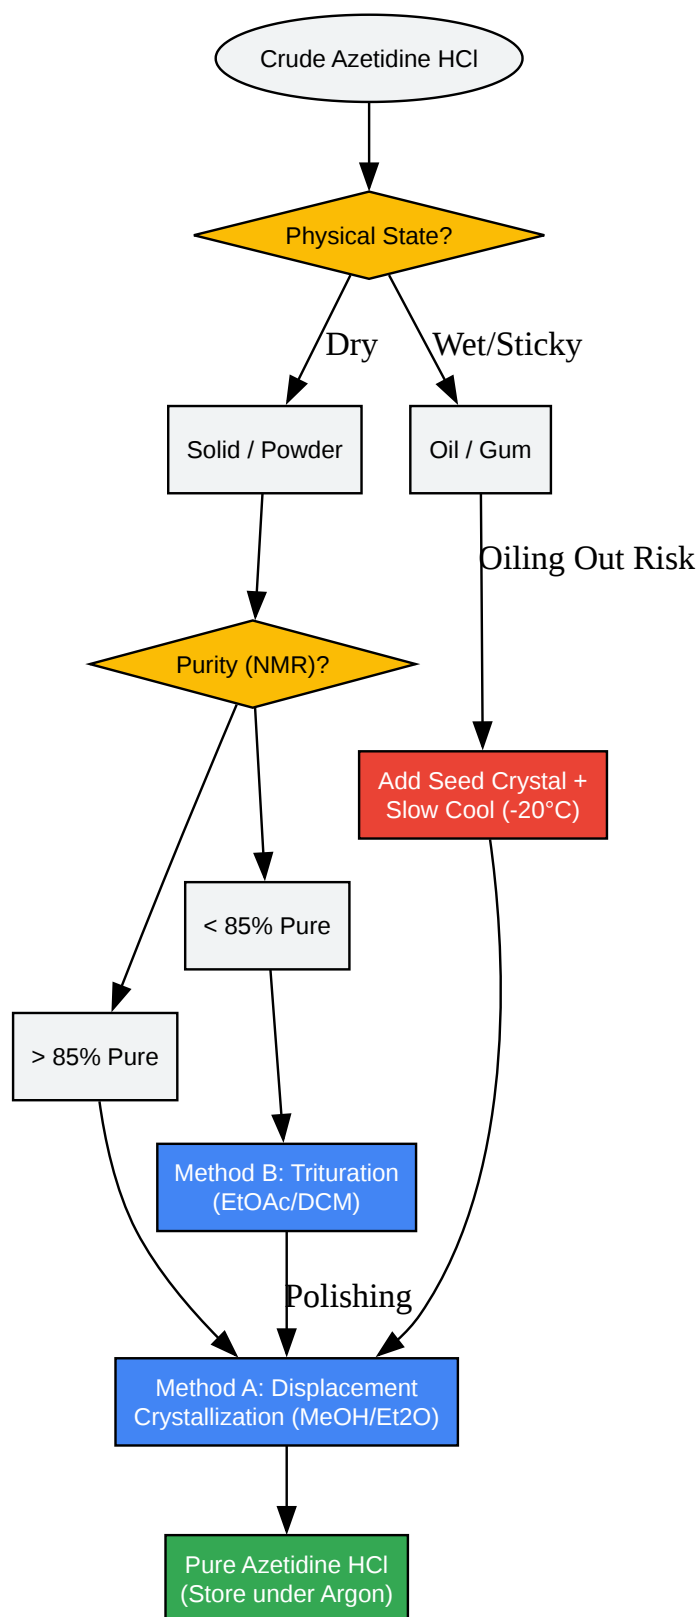 Crude Azetidine HCl
Physical State?
Dry
Wet/Sticky
Solid / Powder
Oil / Gum
Oiling Out Risk
Purity (NMR)?
Add Seed Crystal +
Slow Cool (-20°C)
< 85% Pure
> 85% Pure
Method B: Trituration
(EtOAc/DCM)
Polishing
Method A: Displacement
Crystallization (MeOH/Et2O)
Pure Azetidine HCl
(Store under Argon)